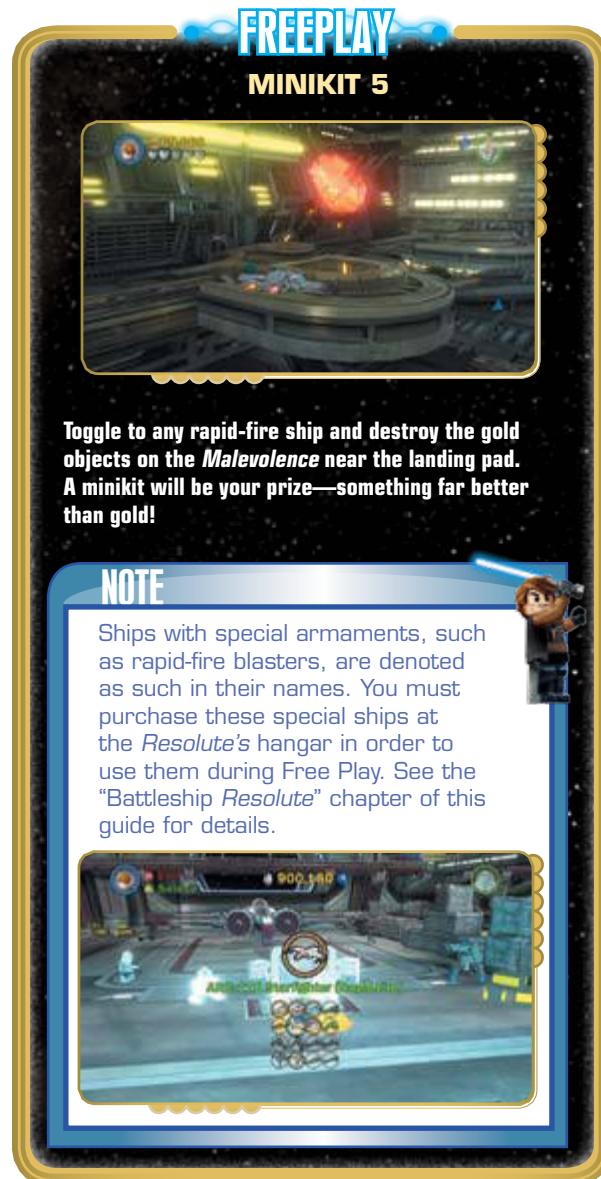 FREEPLAY
MINIKIT 5
Toggle to any rapid-fire ship and destroy the gold
objects on the Malevolence near the landing pad.
A minikit will be your prize—something far better
than gold!
NOTE
Ships with special armaments, such
as rapid-fire blasters, are denoted
as such in their names. You must
purchase these special ships at
the Resolute's hangar in order to
use them during Free Play. See the
“Battleship Resolute” chapter of this
guide for details.
900,160
Starfighter